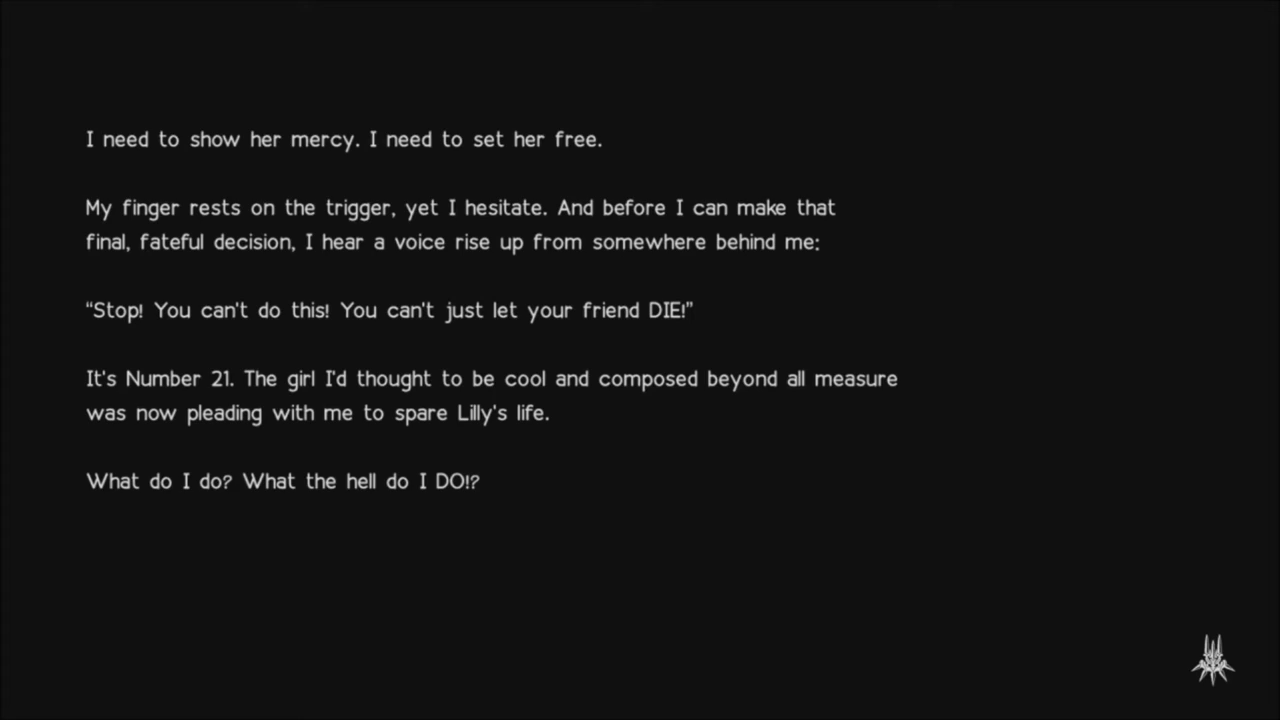 I need to show her mercy. I need to set her free.
My finger rests on the trigger, yet I hesitate. And before I can make that
final, fateful decision, I hear a voice rise up from somewhere behind me:
“Stop! You can't do this! You can't just let your friend DIE!”
It's Number 21. The girl I'd thought to be cool and composed beyond all measure
was now pleading with me to spare Lilly's life.
What do I do? What the hell do I DO!?